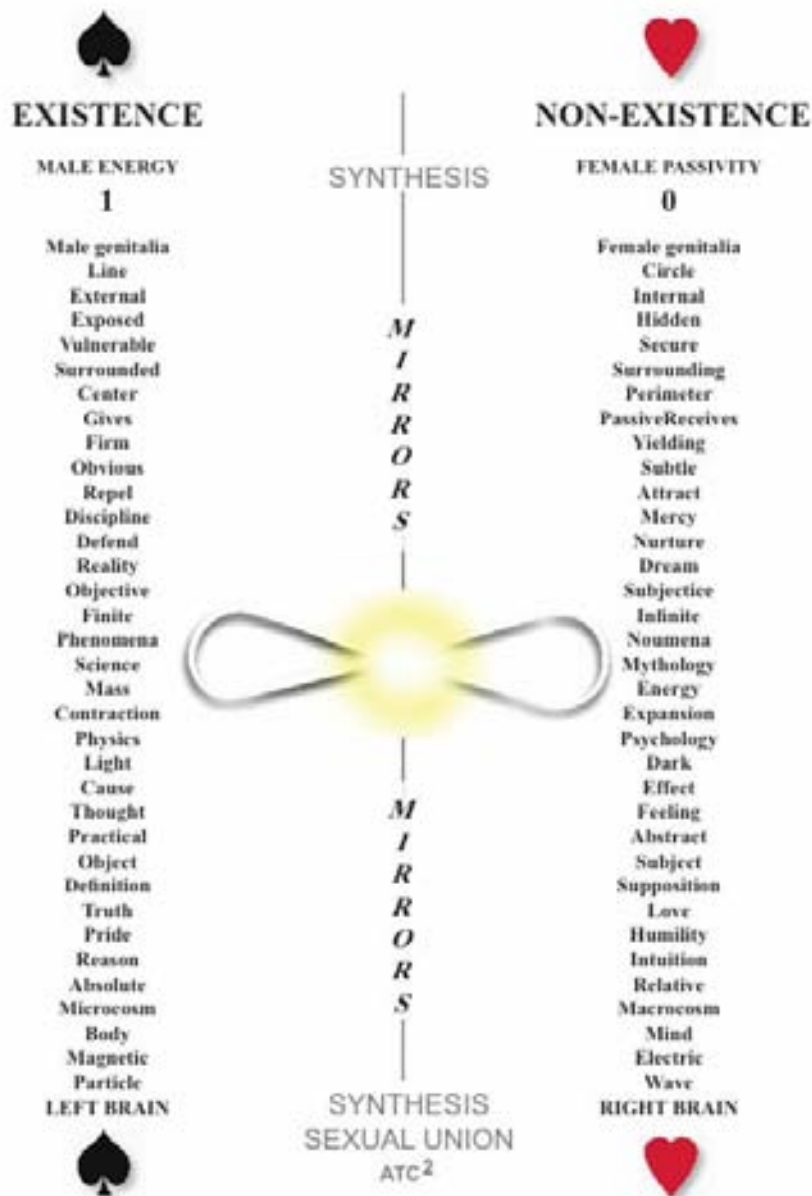 EXISTENCE
MALE ENERGY
1
Male genitalia
Line
External
Exposed
Vulnerable
Surrounded
Center
Gives
Firm
Obvious
Repel
Discipline
Defend
Reality
Objective
Finite
Phenomena
Science
Mass
Contraction
Physics
Light
Cause
Thought
Practical
Object
Definition
Truth
Pride
Reason
Absolute
Microcosm
Body
Magnetic
Particle
LEFT BRAIN
SYNTHESIS
MIRRORS
MIRRORS
SYNTHESIS
SEXUAL UNION
ATC²
NON-EXISTENCE
FEMALE PASSIVITY
0
Female genitalia
Circle
Internal
Hidden
Secure
Surrounding
Perimeter
PassiveReceives
Yielding
Subtle
Attract
Mercy
Nurture
Dream
Subjectice
Infinite
Noumena
Mythology
Energy
Expansion
Psychology
Dark
Effect
Feeling
Abstract
Subject
Supposition
Love
Humility
Intuition
Relative
Macrocosm
Mind
Electric
Wave
RIGHT BRAIN